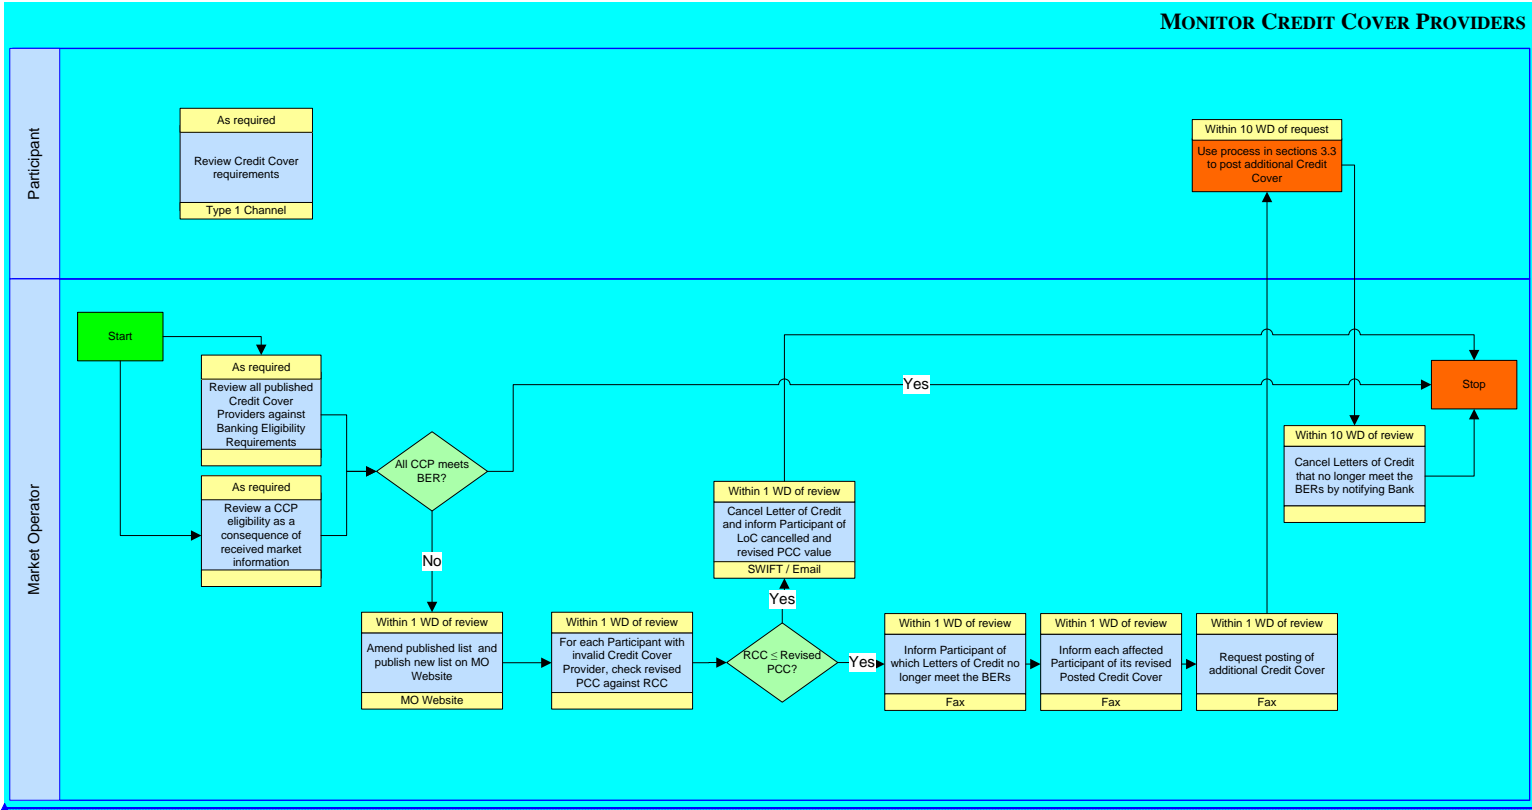 MONITOR CREDIT COVER PROVIDERS
Participant
As required
Review Credit Cover
requirements
Type 1 Channel
Within 10 WD of request
Use process in sections 3.3
to post additional Credit
Cover
Market Operator
Start
As required
Review all published
Credit Cover
Providers against
Banking Eligibility
Requirements
As required
Review a CCP
eligibility as a
consequence of
received market
information
All CCP meets
BER?
Yes
No
Stop
Within 10 WD of review
Cancel Letters of Credit
that no longer meet the
BERs by notifying Bank
Within 1 WD of review
Cancel Letter of Credit
and inform Participant of
LoC cancelled and
revised PCC value
SWIFT / Email
Yes
Within 1 WD of review
Amend published list and
publish new list on MO
Website
MO Website
Within 1 WD of review
For each Participant with
invalid Credit Cover
Provider, check revised
PCC against RCC
RCC ≤ Revised
PCC?
Yes
Within 1 WD of review
Inform Participant of
which Letters of Credit no
longer meet the BERs
Fax
Within 1 WD of review
Inform each affected
Participant of its revised
Posted Credit Cover
Fax
Within 1 WD of review
Request posting of
additional Credit Cover
Fax